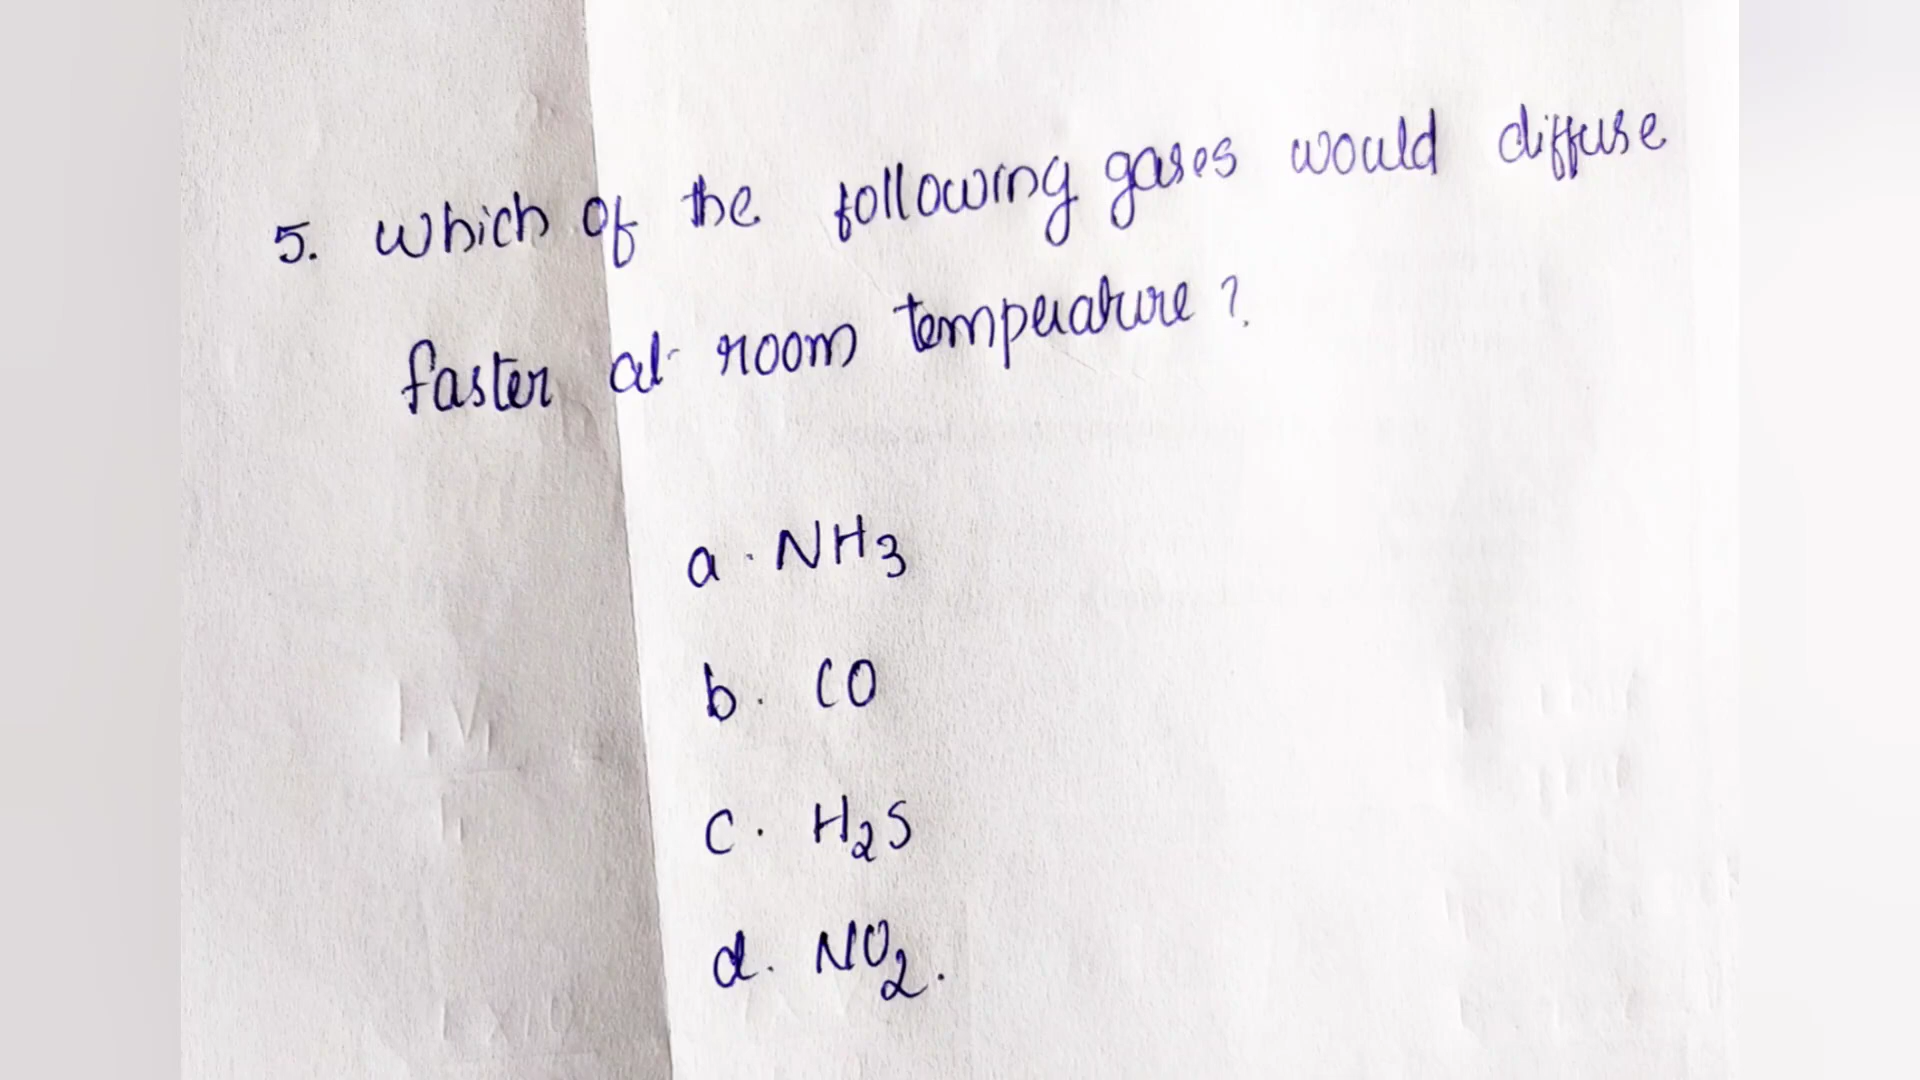 5. Which of the following gases would diffuse
faster at room temperature?
a. NH3
b. CO
c. H2S
d. NO2.